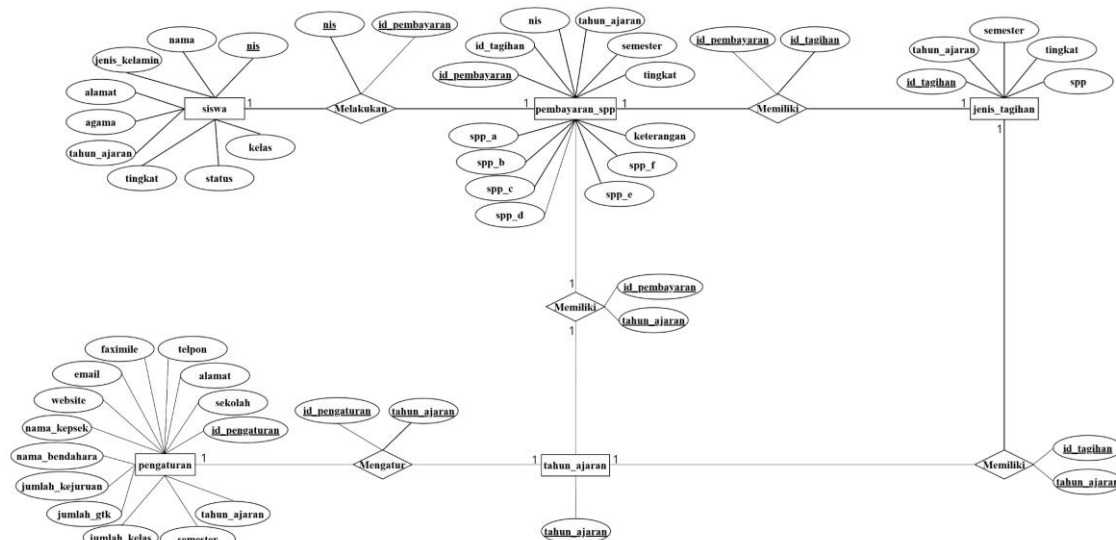 nama
nis
jenis_kelamin
alamat
agama
tahun_ajaran
tingkat
status
kelas
siswa
1
nis
id_pembayaran
Melakukan
1
nis
tahun_ajaran
id_tagihan
semester
id_pembayaran
tingkat
pembayaran_spp
1
spp_a
keterangan
spp_b
spp_f
spp_c
spp_e
spp_d
id_pembayaran
id_tagihan
Memiliki
1
semester
tahun_ajaran
tingkat
id_tagihan
spp
jenis_tagihan
1
1
Memiliki
id_pembayaran
tahun_ajaran
1
faximile
telpon
email
alamat
website
sekolah
nama_kepsek
id_pengaturan
nama_bendahara
pengaturan
1
jumlah_kejuruan
jumlah_gtk
tahun_ajaran
jumlah_kelas
semester
id_pengaturan
tahun_ajaran
Mengatur
1
tahun_ajaran
1
tahun_ajaran
Memiliki
id_tagihan
tahun_ajaran